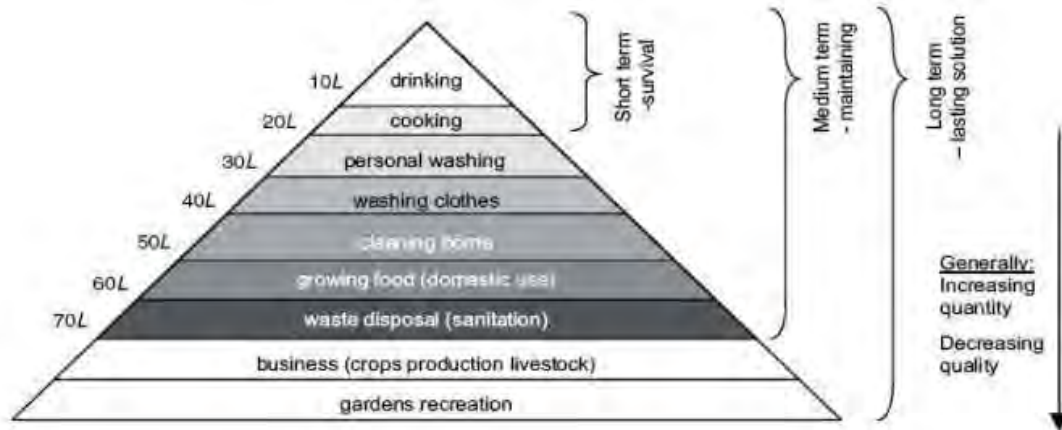 10L
drinking
20L
cooking
30L
personal washing
40L
washing clothes
50L
cleaning home
60L
growing food (domestic use)
70L
waste disposal (sanitation)
business (crops production livestock)
gardens recreation
Short term
-survival
Medium term
- maintaining
Long term
– lasting solution
Generally:
Increasing
quantity
Decreasing
quality